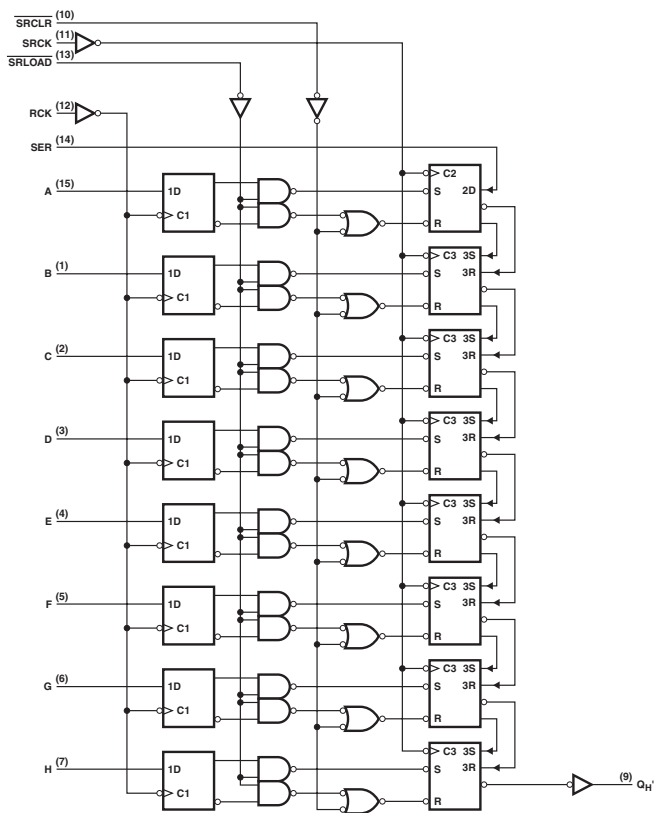 SRCLR (10)
SRCK (11)
SRLOAD (13)
RCK (12)
SER (14)
A (15) 1D C1 S R C2 2D
B (1) 1D C1 S R C3 3S 3R
C (2) 1D C1 S R C3 3S 3R
D (3) 1D C1 S R C3 3S 3R
E (4) 1D C1 S R C3 3S 3R
F (5) 1D C1 S R C3 3S 3R
G (6) 1D C1 S R C3 3S 3R
H (7) 1D C1 S R C3 3S 3R
(9) QH'